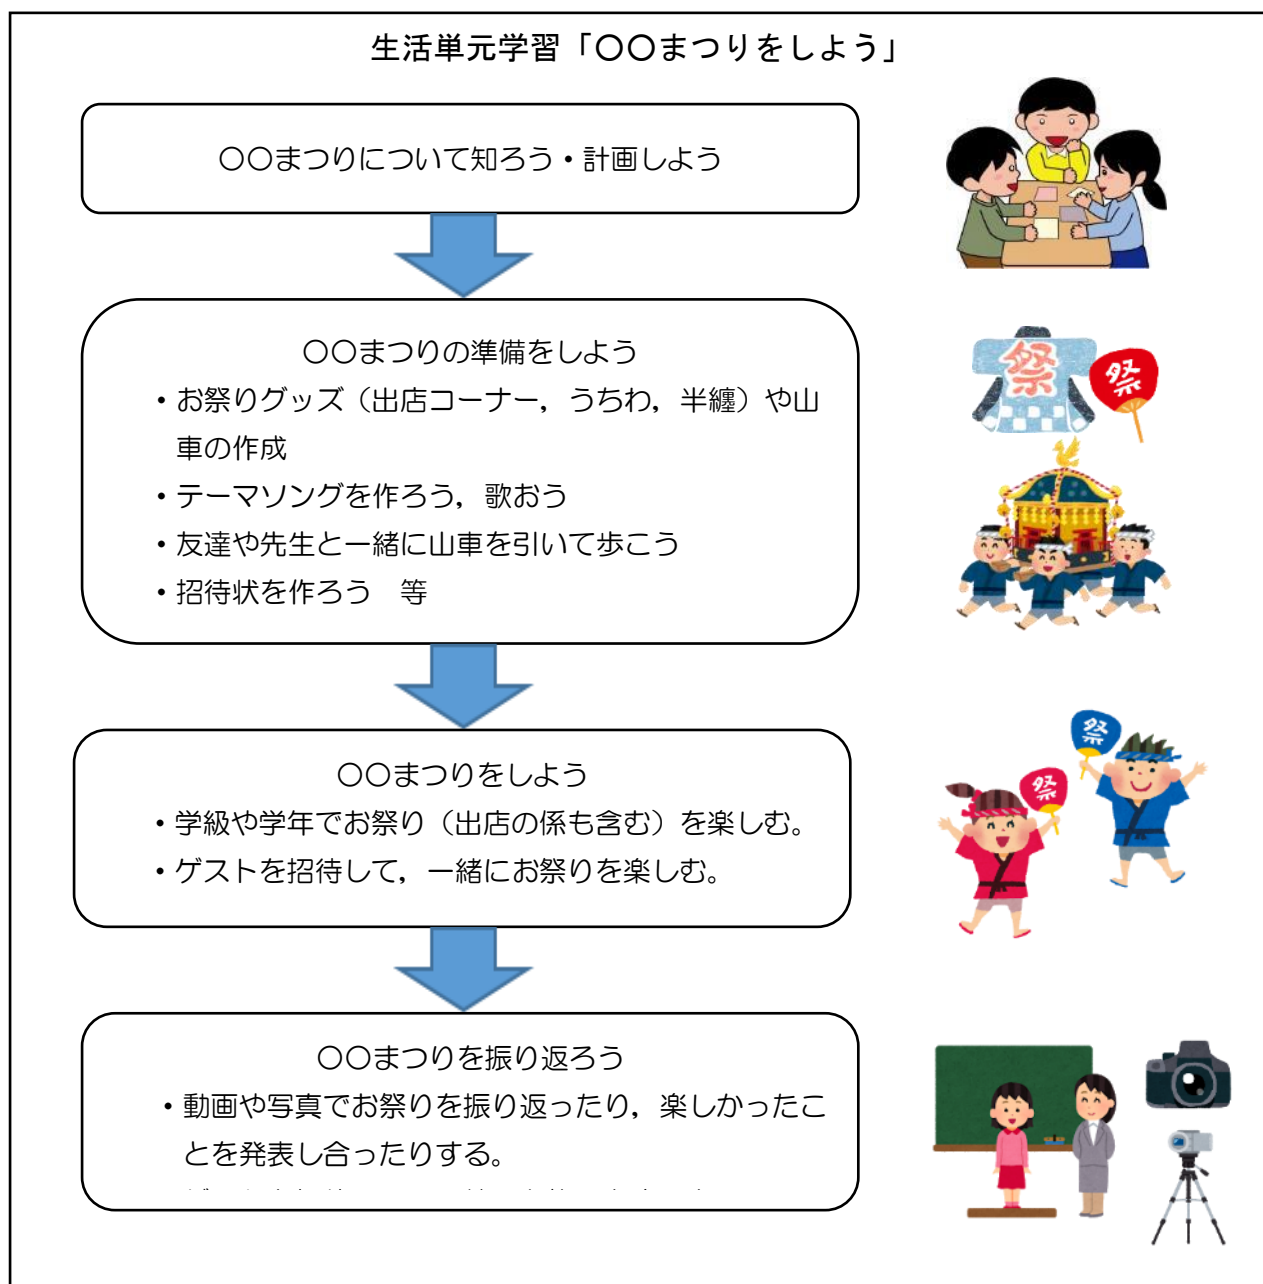 生活単元学習「〇〇まつりをしよう」
〇〇まつりについて知ろう・計画しよう
〇〇まつりの準備をしよう
・お祭りグッズ（出店コーナー，うちわ，半纏）や山
車の作成
・テーマソングを作ろう，歌おう
・友達や先生と一緒に山車を引いて歩こう
・招待状を作ろう　等
祭
祭
〇〇まつりをしよう
・学級や学年でお祭り（出店の係も含む）を楽しむ。
・ゲストを招待して，一緒にお祭りを楽しむ。
祭
祭
〇〇まつりを振り返ろう
・動画や写真でお祭りを振り返ったり，楽しかったこ
とを発表し合ったりする。